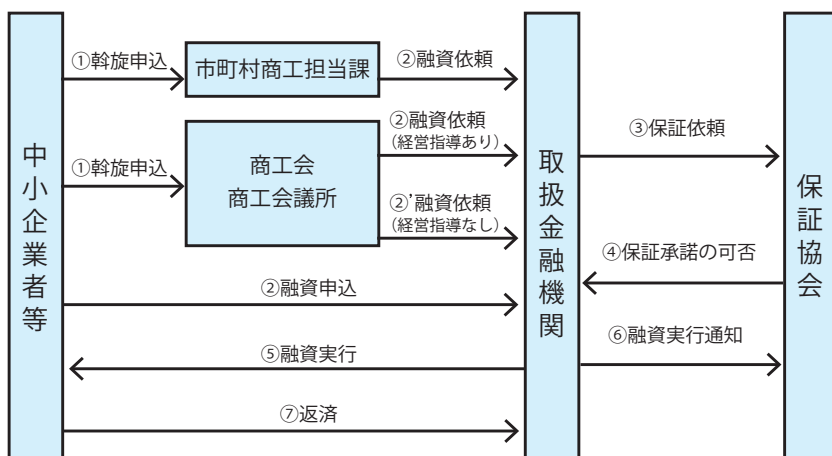 中小企業者等
①斡旋申込
市町村商工担当課
②融資依頼
①斡旋申込
商工会
商工会議所
②融資依頼
(経営指導あり)
②’融資依頼
(経営指導なし)
②融資申込
⑤融資実行
⑦返済
取扱金融機関
③保証依頼
④保証承諾の可否
⑥融資実行通知
保証協会